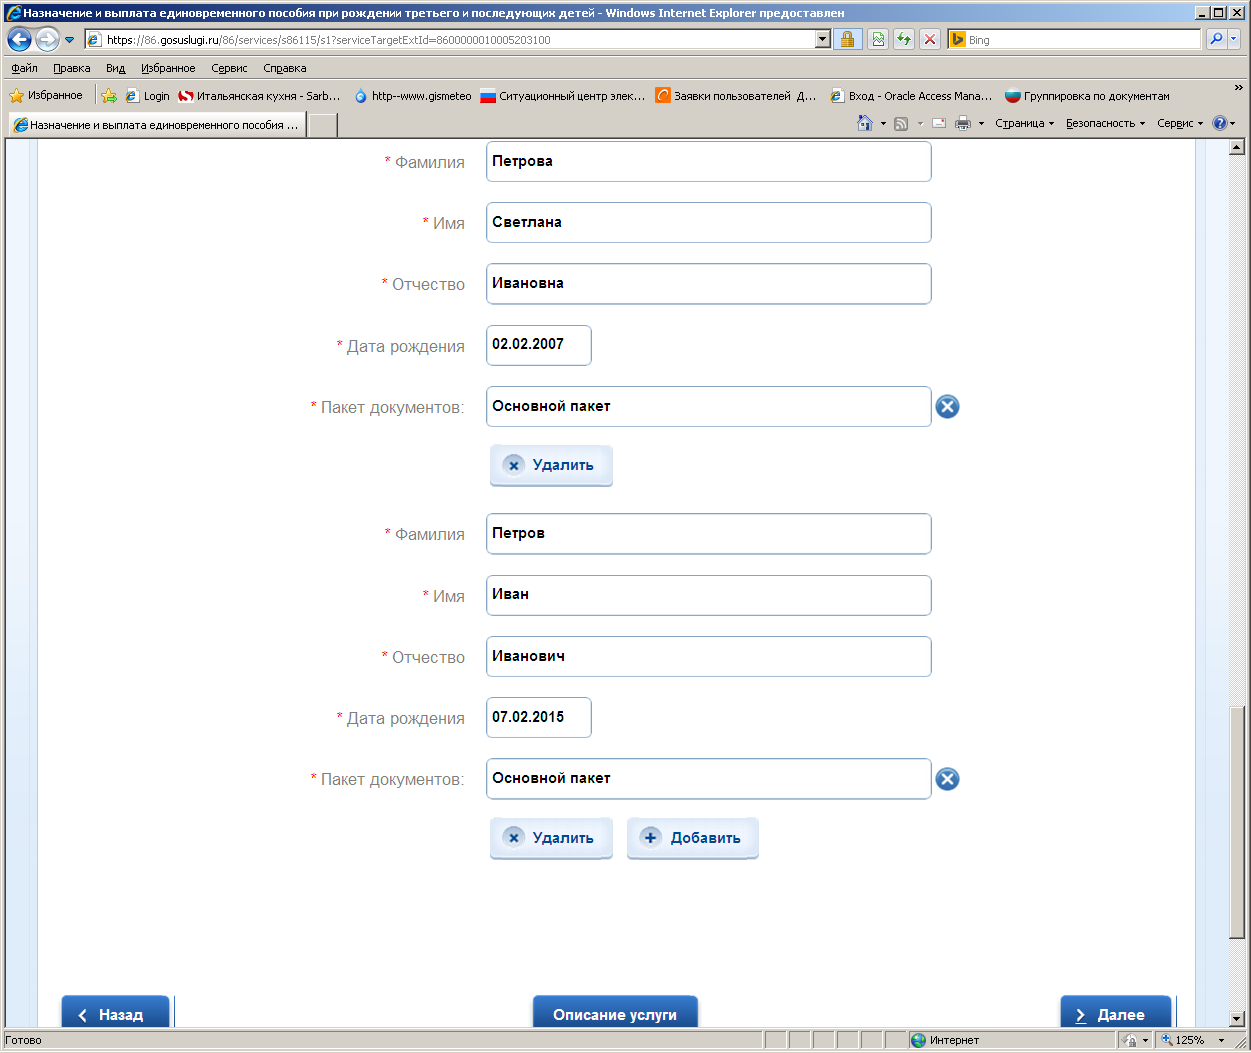 Назначение и выплата единовременного пособия при рождении третьего и последующих детей - Windows Internet Explorer предоставлен
https://86.gosuslugi.ru/86/services/s86115/s1?serviceTargetExtId=8600000010005203100
Bing
Файл Правка Вид Избранное Сервис Справка
Избранное Login Итальянская кухня - Sarb... http--www.gismeteo Ситуационный центр элек... Заявки пользователей Д... Вход - Oracle Access Mana... Группировка по документам »
Назначение и выплата единовременного пособия ... Страница Безопасность Сервис
* Фамилия Петрова
* Имя Светлана
* Отчество Ивановна
* Дата рождения 02.02.2007
* Пакет документов: Основной пакет
Удалить
* Фамилия Петров
* Имя Иван
* Отчество Иванович
* Дата рождения 07.02.2015
* Пакет документов: Основной пакет
Удалить Добавить
Назад Описание услуги Далее
Готово Интернет 125%